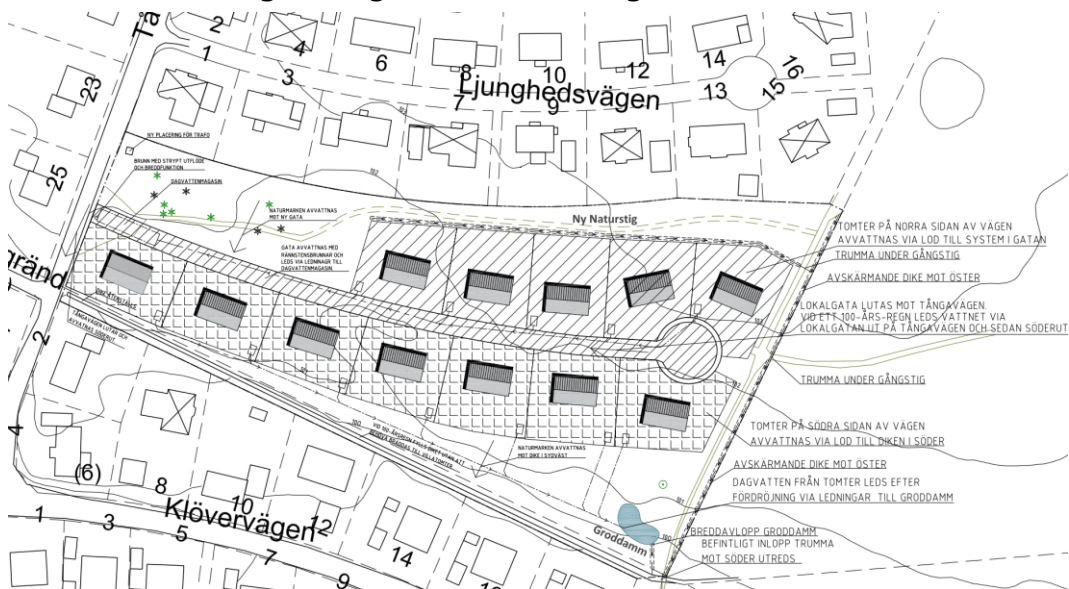 Tå
2
4
6
8
10
12
14
16
15
1
3
7
9
13
Ljunghedsvägen
23
25
NY PLACERING FÖR TRAFO
BRUNN MED STRYPT UTFLÖDE
OCH BREDDFUNKTION
DAGVATTENMAGASIN
NATURMARKEN AVVATTNAS
MOT NY GATA
GATA AVVATTNAS MED
RÄNNSTENSBRUNNAR OCH
LEDS VIA LEDNINAGR TILL
DAGVATTENMAGASIN
Ny Naturstig
102
TOMTER PÅ NORRA SIDAN AV VÄGEN
AVVATTNAS VIA LOD TILL SYSTEM I GATAN
TRUMMA UNDER GÅNGSTIG
AVSKÄRMANDE DIKE MOT ÖSTER
LOKALGATA LUTAS MOT TÅNGAVÄGEN.
VID ETT 100-ÅRS-REGN LEDS VATTNET VIA
LOKALGATAN UT PÅ TÅNGAVÄGEN OCH SEDAN SÖDERUT
TRUMMA UNDER GÅNGSTIG
gränd
2
4
TÅNGAVÄGEN LUTAR OCH
AVVATNAS SÖDERUT
TOMTER PÅ SÖDRA SIDAN AV VÄGEN
AVVATTNAS VIA LOD TILL DIKEN I SÖDER
NATURMARKEN AVVATTNAS
MOT DIKE I SYDVÄST
AVSKÄRMANDE DIKE MOT ÖSTER
DAGVATTEN FRÅN TOMTER LEDS EFTER
FÖRDRÖJNING VIA LEDNINGAR TILL GRODDAMM
BREDDAVLOPP GRODDAMM
BEFINTLIGT INLOPP TRUMMA
MOT SÖDER UTREDS
Groddamm
100
101
(6)
8
10
12
14
Klövervägen
1
3
5
7
9